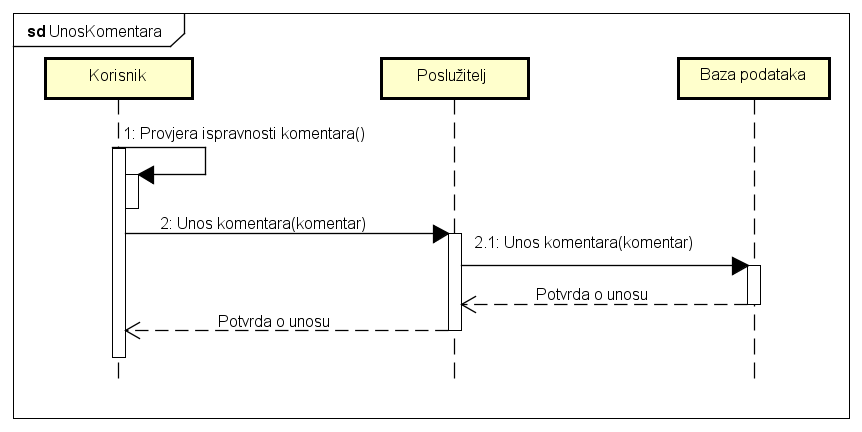 sd UnosKomentara
Korisnik
Poslužitelj
Baza podataka
1: Provjera ispravnosti komentara()
2: Unos komentara(komentar)
2.1: Unos komentara(komentar)
Potvrda o unosu
Potvrda o unosu